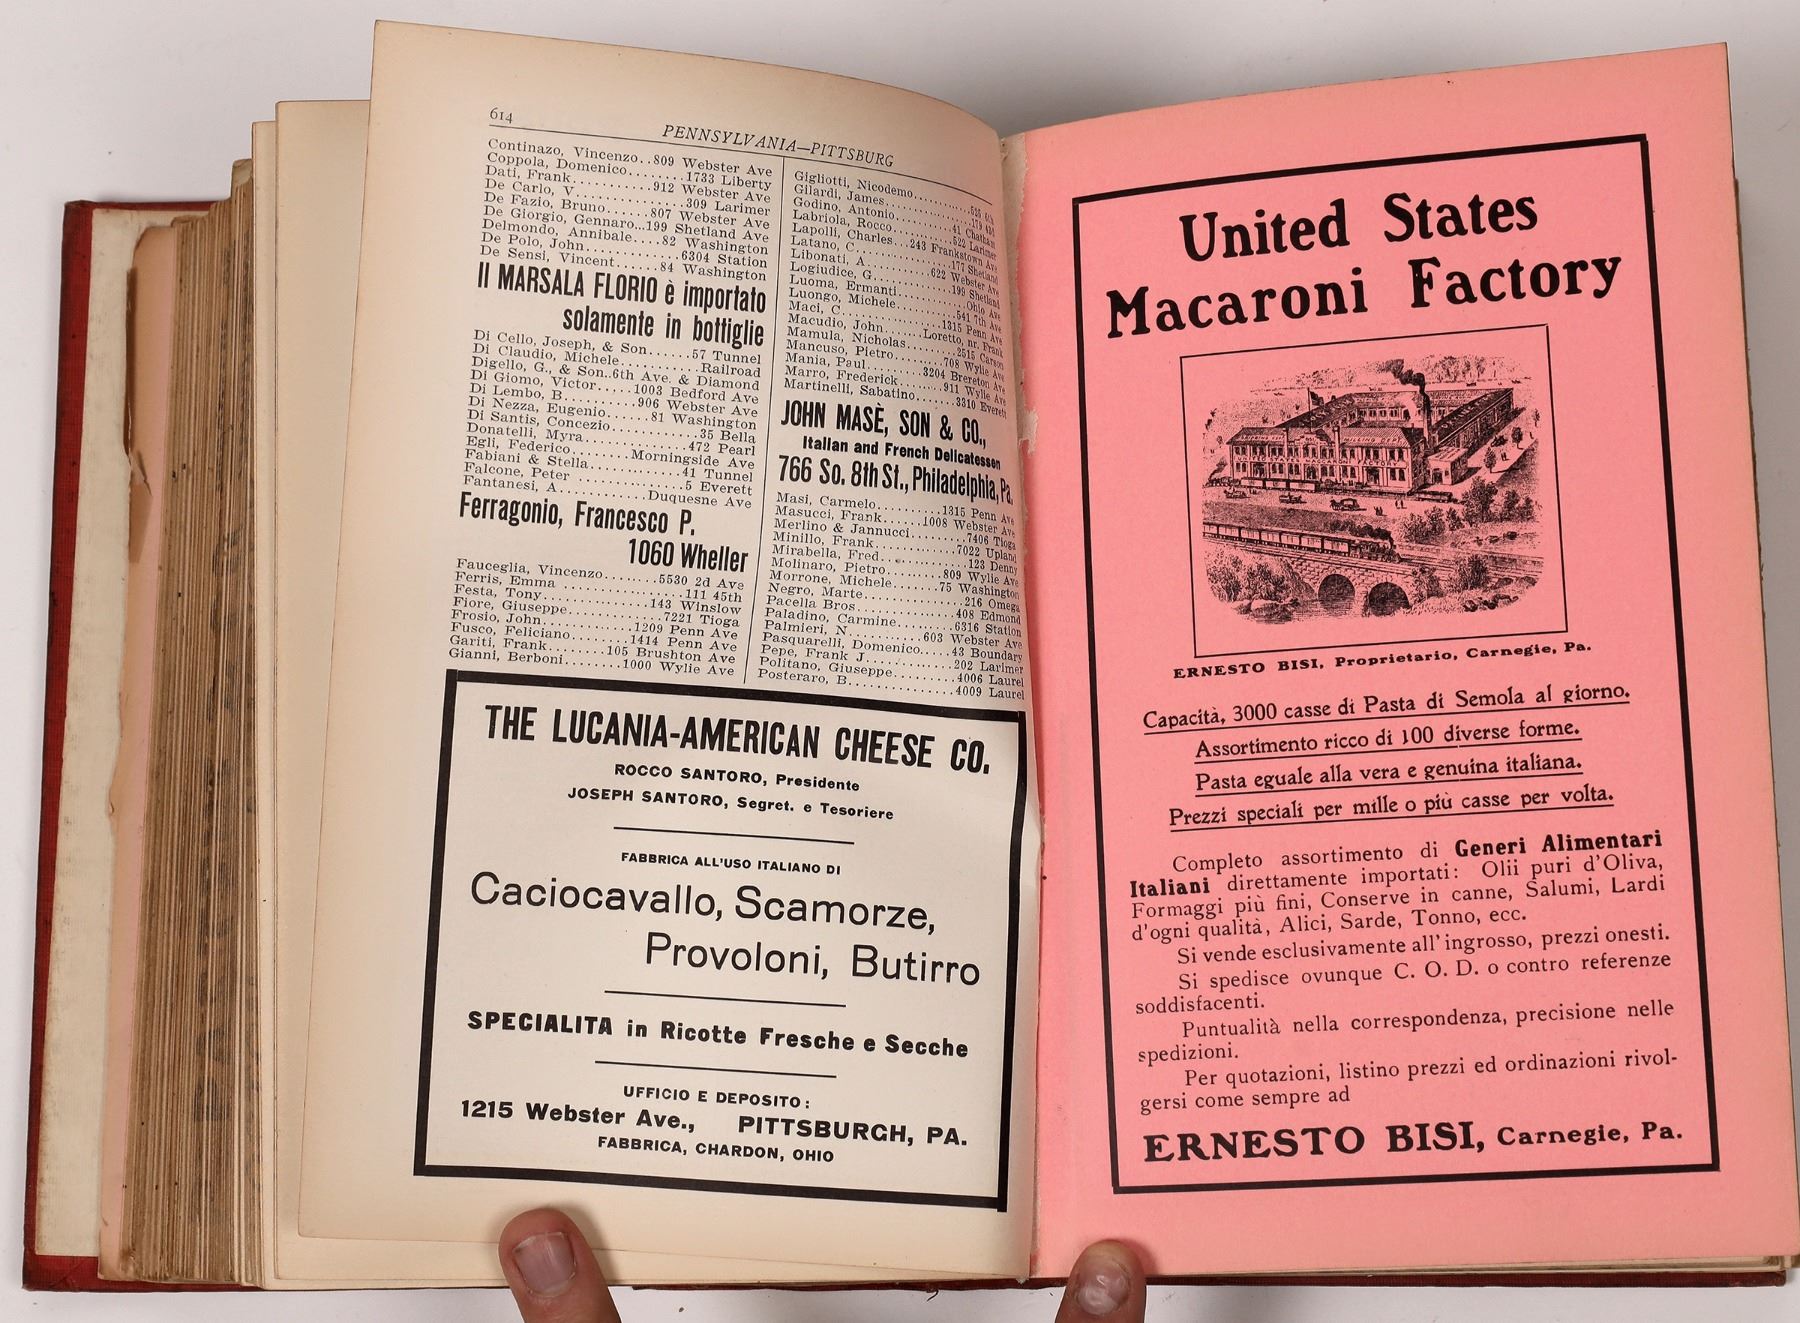 614
PENNSYLVANIA—PITTSBURG
Continazo, Vincenzo..809 Webster Ave
Coppola, Domenico........1733 Liberty
Dati, Frank...........912 Webster Ave
De Carlo, V...............309 Larimer
De Fazio, Bruno......807 Webster Ave
De Giorgio, Gennaro...199 Shetland Ave
Delmondo, Annibale....82 Washington
De Polo, John.............6304 Station
De Sensi, Vincent......84 Washington
Il MARSALA FLORIO è importato
solamente in bottiglie
Di Cello, Joseph, & Son......57 Tunnel
Di Claudio, Michele...........Railroad
Digello, G., & Son..6th Ave. & Diamond
Di Giomo, Victor.....1003 Bedford Ave
Di Lembo, B..........906 Webster Ave
Di Nezza, Eugenio......81 Washington
Di Santis, Concezio............35 Bella
Donatelli, Myra..............472 Pearl
Egli, Federico.......Morningside Ave
Fabiani & Stella.............41 Tunnel
Falcone, Peter...............5 Everett
Fantanesi, A............Duquesne Ave
Ferragonio, Francesco P.
1060 Wheller
Fauceglia, Vincenzo.......5530 2d Ave
Ferris, Emma.................111 45th
Festa, Tony..............143 Winslow
Fiore, Giuseppe............7221 Tioga
Frosio, John...........1209 Penn Ave
Fusco, Feliciano.......1414 Penn Ave
Gariti, Frank........105 Brushton Ave
Gianni, Berboni.......1000 Wylie Ave
Gigliotti, Nicodemo...........525 6th
Gilardi, James...........179 43d
Godino, Antonio...........41 Chatham
Labriola, Rocco...........522 Larimer
Lapolli, Charles...243 Frankstown Ave
Latano, C...............177 Shetland
Libonati, A.........622 Webster Ave
Logiudice, G............199 Shetland
Luoma, Ermanti............Ohio Ave
Luongo, Michele.........541 7th Ave
Maci, C................1315 Penn Ave
Macudio, John......Loretto, nr. Frank
Mamula, Nicholas........2515 Carson
Mancuso, Pietro........708 Wylie Ave
Mania, Paul..........3204 Brereton Ave
Marro, Frederick.......911 Wylie Ave
Martinelli, Sabatino......3310 Everett
JOHN MASÈ, SON & CO.,
Italian and French Delicatessen
766 So. 8th St., Philadelphia, Pa.
Masi, Carmelo..........1315 Penn Ave
Masucci, Frank......1008 Webster Ave
Merlino & Jannucci........7406 Tioga
Minillo, Frank............7022 Upland
Mirabella, Fred.............123 Denny
Molinaro, Pietro........809 Wylie Ave
Morrone, Michele......75 Washington
Negro, Marte..............216 Omega
Pacella Bros..............408 Edmond
Paladino, Carmine........6316 Station
Palmieri, N..........603 Webster Ave
Pasquarelli, Domenico.....43 Boundary
Pepe, Frank J............202 Larimer
Politano, Giuseppe........4006 Laurel
Posteraro, B..............4009 Laurel
THE LUCANIA-AMERICAN CHEESE CO.
ROCCO SANTORO, Presidente
JOSEPH SANTORO, Segret. e Tesoriere
FABBRICA ALL'USO ITALIANO DI
Caciocavallo, Scamorze,
Provoloni, Butirro
SPECIALITA in Ricotte Fresche e Secche
UFFICIO E DEPOSITO:
1215 Webster Ave., PITTSBURGH, PA.
FABBRICA, CHARDON, OHIO
United States
Macaroni Factory
UNITED STATES MACCARONI FACTORY
ERNESTO BISI, Proprietario, Carnegie, Pa.
Capacità, 3000 casse di Pasta di Semola al giorno.
Assortimento ricco di 100 diverse forme.
Pasta eguale alla vera e genuina italiana.
Prezzi speciali per mille o più casse per volta.
Completo assortimento di Generi Alimentari
Italiani direttamente importati: Olii puri d'Oliva,
Formaggi più fini, Conserve in canne, Salumi, Lardi
d'ogni qualità, Alici, Sarde, Tonno, ecc.
Si vende esclusivamente all'ingrosso, prezzi onesti.
Si spedisce ovunque C. O. D. o contro referenze
soddisfacenti.
Puntualità nella correspondenza, precisione nelle
spedizioni.
Per quotazioni, listino prezzi ed ordinazioni rivol-
gersi come sempre ad
ERNESTO BISI, Carnegie, Pa.